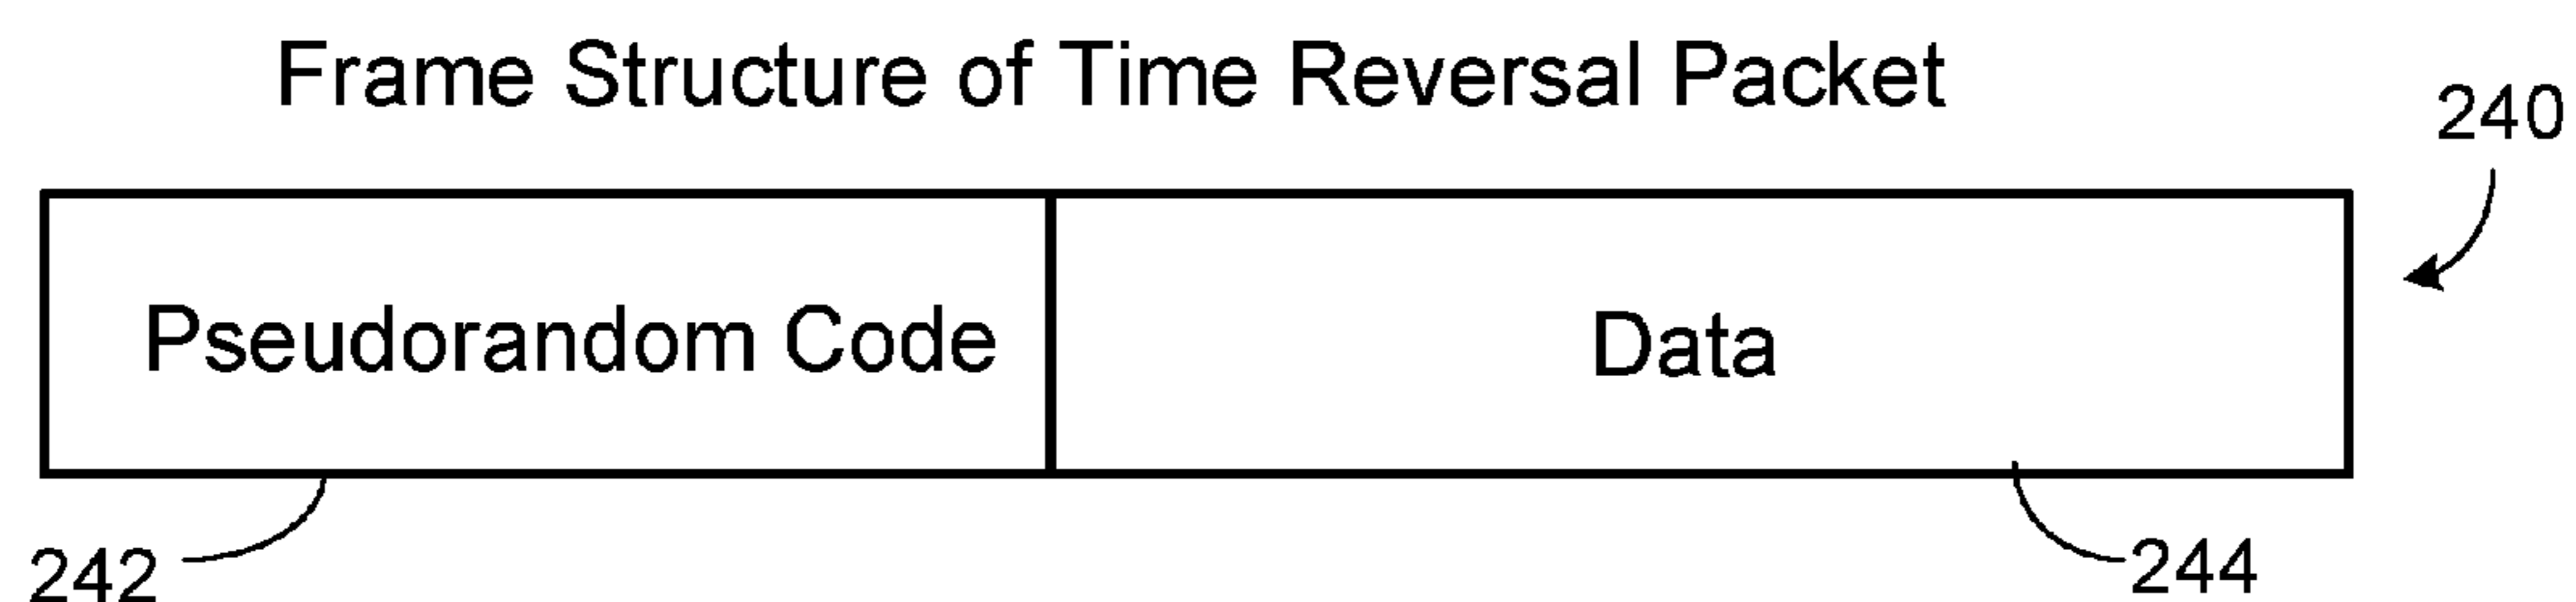 Frame Structure of Time Reversal Packet
240
Pseudorandom Code
Data
242
244